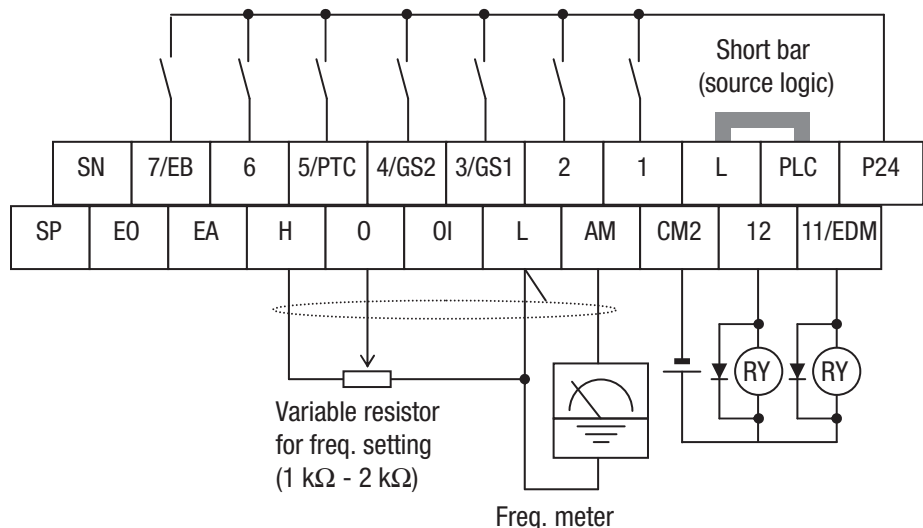 Short bar
(source logic)
SN 7/EB 6 5/PTC 4/GS2 3/GS1 2 1 L PLC P24
SP EO EA H O OI L AM CM2 12 11/EDM
RY RY
Variable resistor
for freq. setting
(1 kΩ - 2 kΩ)
Freq. meter